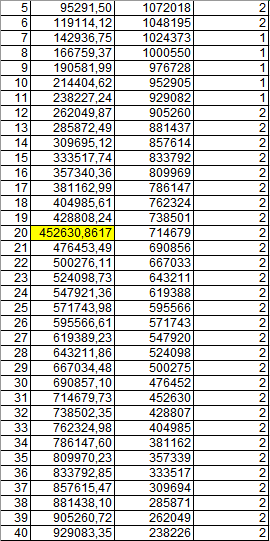 5 95291,50 1072018 2
6 119114,12 1048195 2
7 142936,75 1024373 1
8 166759,37 1000550 1
9 190581,99 976728 1
10 214404,62 952905 1
11 238227,24 929082 1
12 262049,87 905260 2
13 285872,49 881437 2
14 309695,12 857614 2
15 333517,74 833792 2
16 357340,36 809969 2
17 381162,99 786147 2
18 404985,61 762324 2
19 428808,24 738501 2
20 452630,8617 714679 2
21 476453,49 690856 2
22 500276,11 667033 2
23 524098,73 643211 2
24 547921,36 619388 2
25 571743,98 595566 2
26 595566,61 571743 2
27 619389,23 547920 2
28 643211,86 524098 2
29 667034,48 500275 2
30 690857,10 476452 2
31 714679,73 452630 2
32 738502,35 428807 2
33 762324,98 404985 2
34 786147,60 381162 2
35 809970,23 357339 2
36 833792,85 333517 2
37 857615,47 309694 2
38 881438,10 285871 2
39 905260,72 262049 2
40 929083,35 238226 2